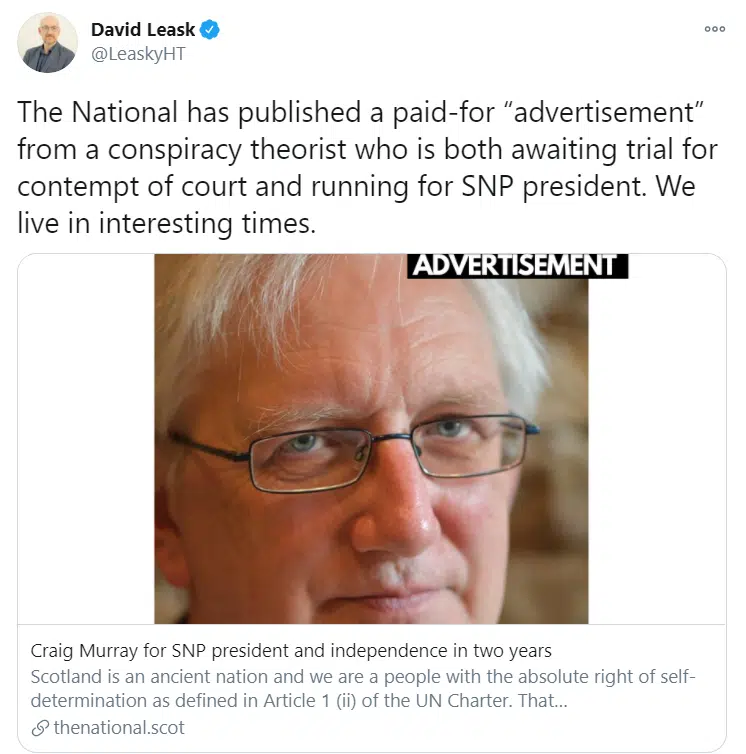 David Leask
@LeaskyHT
The National has published a paid-for “advertisement”
from a conspiracy theorist who is both awaiting trial for
contempt of court and running for SNP president. We
live in interesting times.
ADVERTISEMENT
Craig Murray for SNP president and independence in two years
Scotland is an ancient nation and we are a people with the absolute right of self-
determination as defined in Article 1 (ii) of the UN Charter. That...
thenational.scot